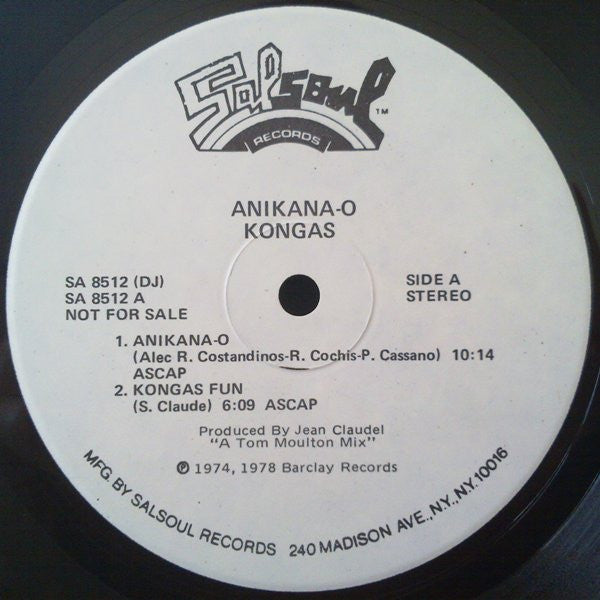 Salsoul TM
RECORDS
ANIKANA-O
KONGAS
SA 8512 (DJ)
SA 8512 A
NOT FOR SALE
SIDE A
STEREO
1. ANIKANA-O
(Alec R. Costandinos-R. Cochis-P. Cassano) 10:14
ASCAP
2. KONGAS FUN
(S. Claude) 6:09 ASCAP
Produced By Jean Claudel
"A Tom Moulton Mix"
℗ 1974, 1978 Barclay Records
MFG. BY SALSOUL RECORDS 240 MADISON AVE., N.Y., N.Y. 10016